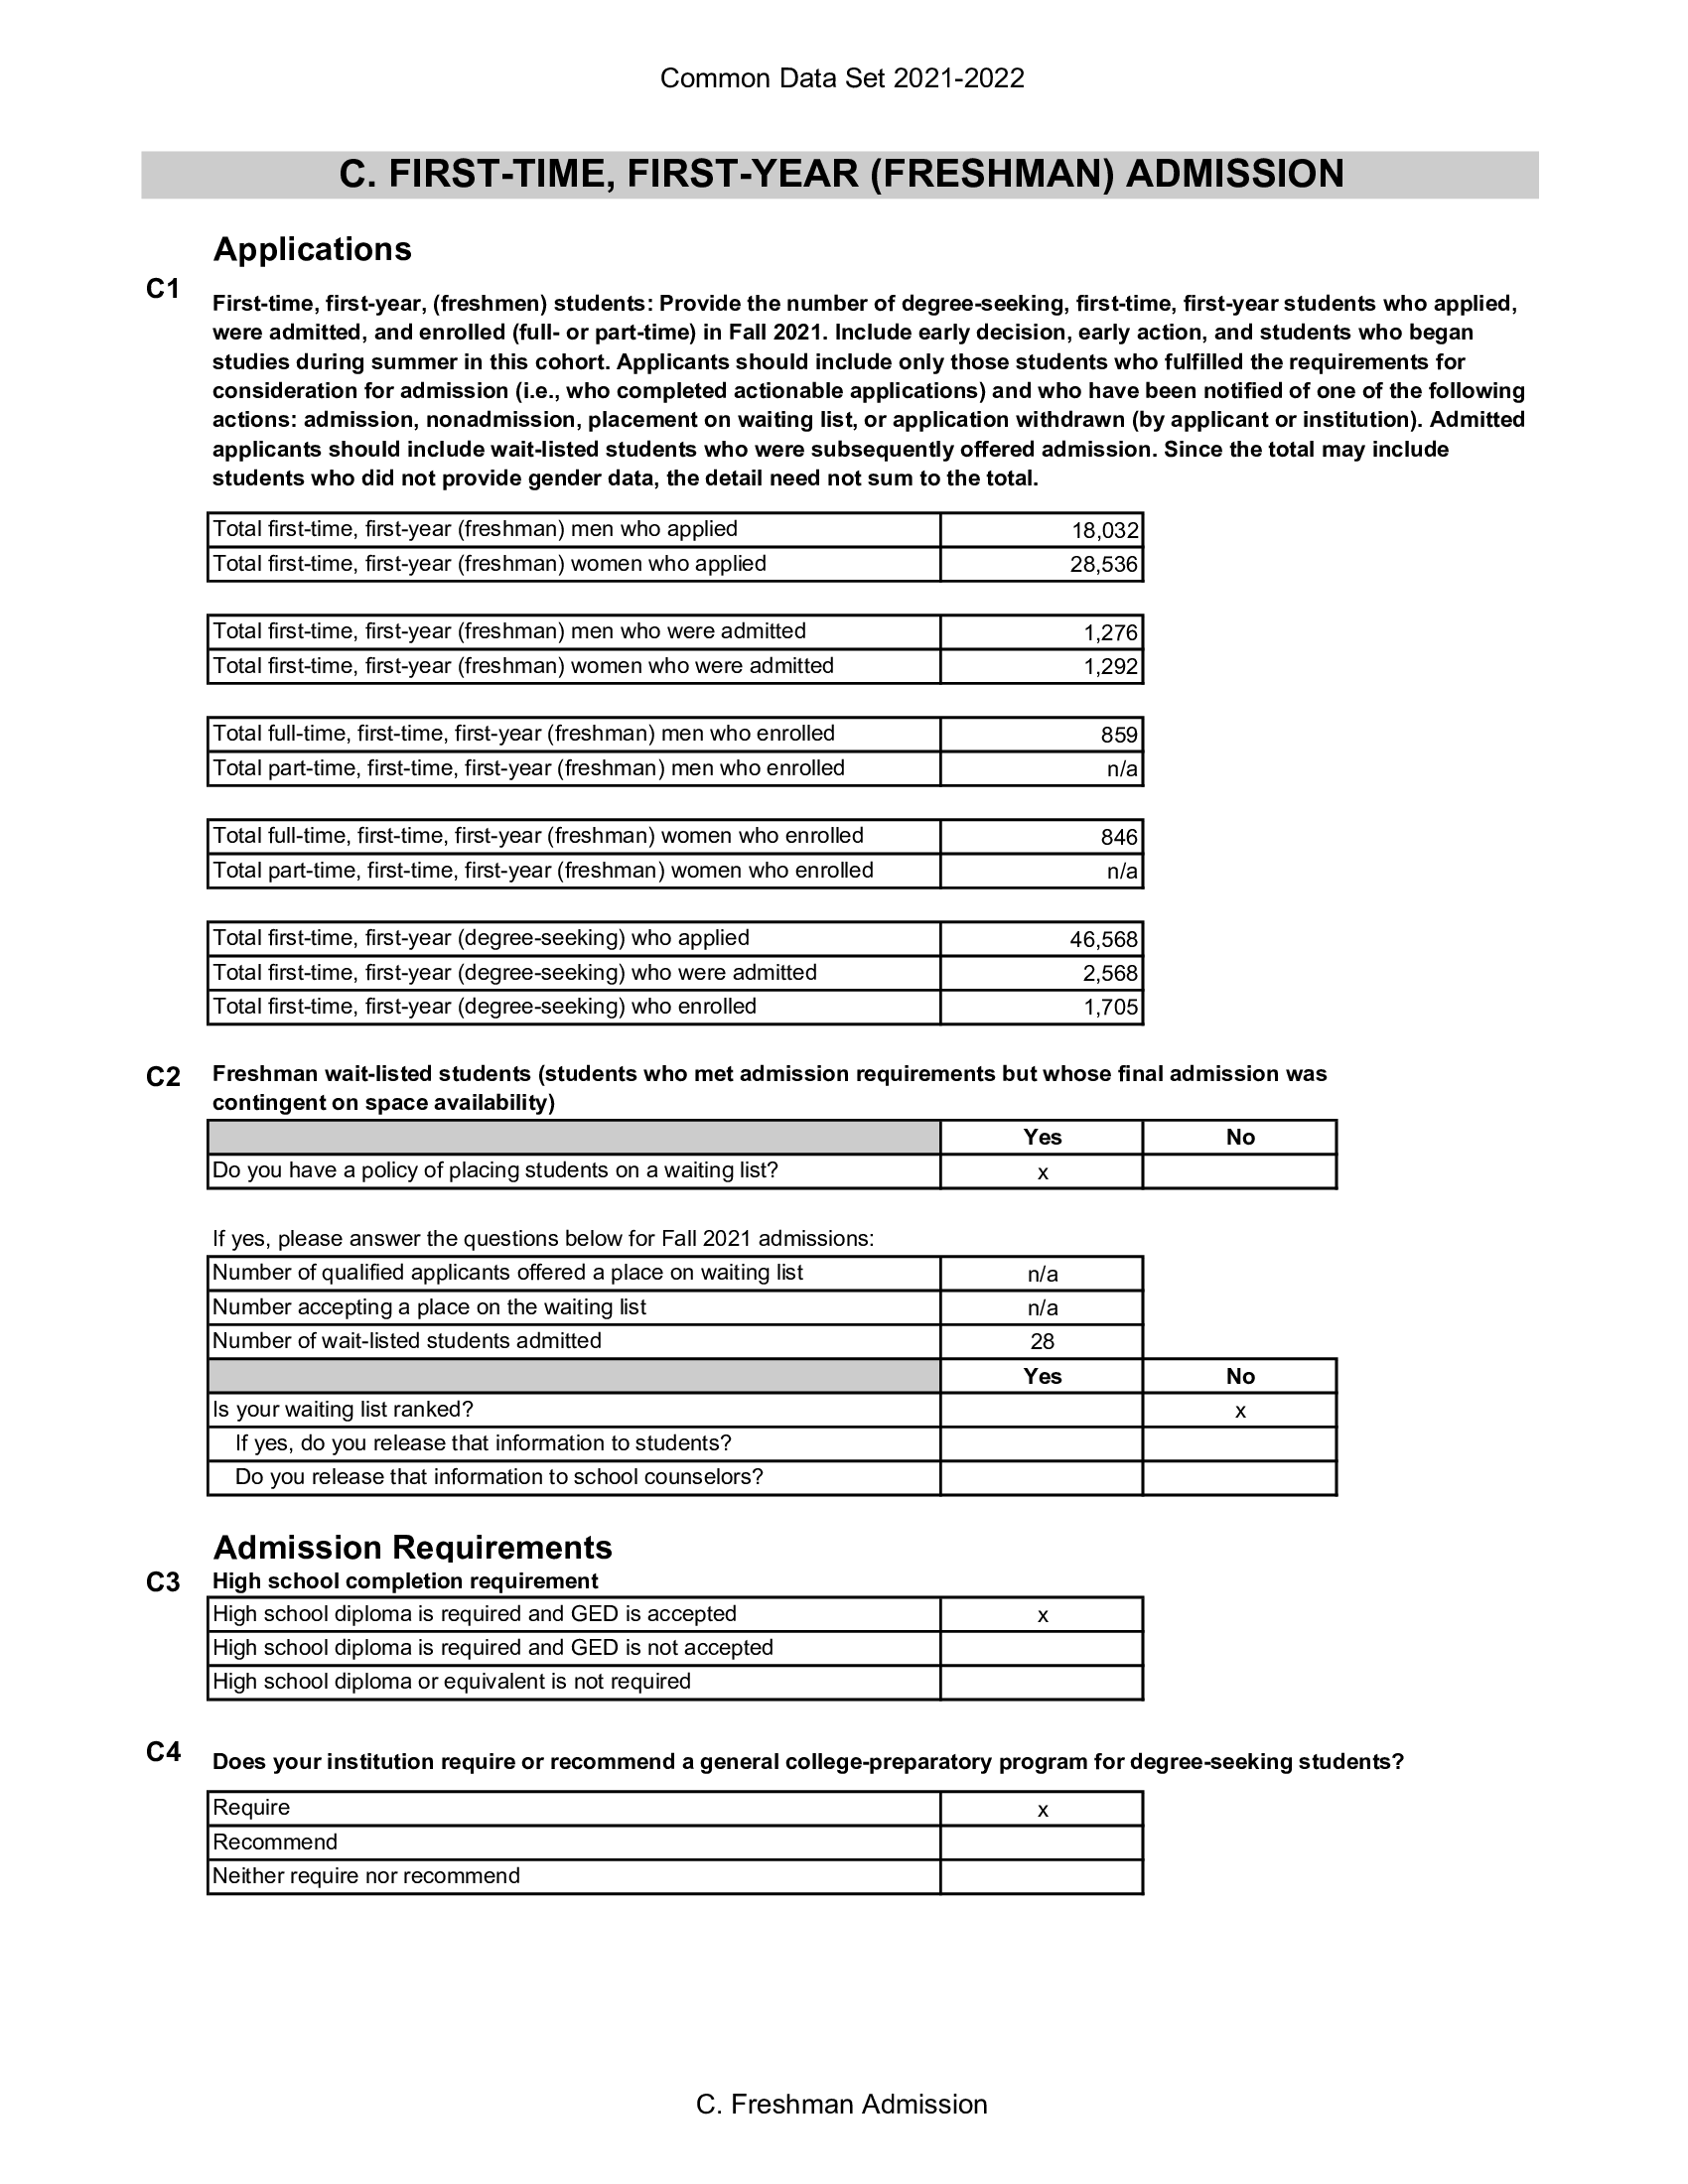 Common Data Set 2021-2022
C. FIRST-TIME, FIRST-YEAR (FRESHMAN) ADMISSION
Applications
C1
First-time, first-year, (freshmen) students: Provide the number of degree-seeking, first-time, first-year students who applied,
were admitted, and enrolled (full- or part-time) in Fall 2021. Include early decision, early action, and students who began
studies during summer in this cohort. Applicants should include only those students who fulfilled the requirements for
consideration for admission (i.e., who completed actionable applications) and who have been notified of one of the following
actions: admission, nonadmission, placement on waiting list, or application withdrawn (by applicant or institution). Admitted
applicants should include wait-listed students who were subsequently offered admission. Since the total may include
students who did not provide gender data, the detail need not sum to the total.
Total first-time, first-year (freshman) men who applied 18,032
Total first-time, first-year (freshman) women who applied 28,536
Total first-time, first-year (freshman) men who were admitted 1,276
Total first-time, first-year (freshman) women who were admitted 1,292
Total full-time, first-time, first-year (freshman) men who enrolled 859
Total part-time, first-time, first-year (freshman) men who enrolled n/a
Total full-time, first-time, first-year (freshman) women who enrolled 846
Total part-time, first-time, first-year (freshman) women who enrolled n/a
Total first-time, first-year (degree-seeking) who applied 46,568
Total first-time, first-year (degree-seeking) who were admitted 2,568
Total first-time, first-year (degree-seeking) who enrolled 1,705
C2 Freshman wait-listed students (students who met admission requirements but whose final admission was
contingent on space availability)
Yes No
Do you have a policy of placing students on a waiting list? x
If yes, please answer the questions below for Fall 2021 admissions:
Number of qualified applicants offered a place on waiting list n/a
Number accepting a place on the waiting list n/a
Number of wait-listed students admitted 28
Yes No
Is your waiting list ranked? x
If yes, do you release that information to students?
Do you release that information to school counselors?
Admission Requirements
C3 High school completion requirement
High school diploma is required and GED is accepted x
High school diploma is required and GED is not accepted
High school diploma or equivalent is not required
C4 Does your institution require or recommend a general college-preparatory program for degree-seeking students?
Require x
Recommend
Neither require nor recommend
C. Freshman Admission